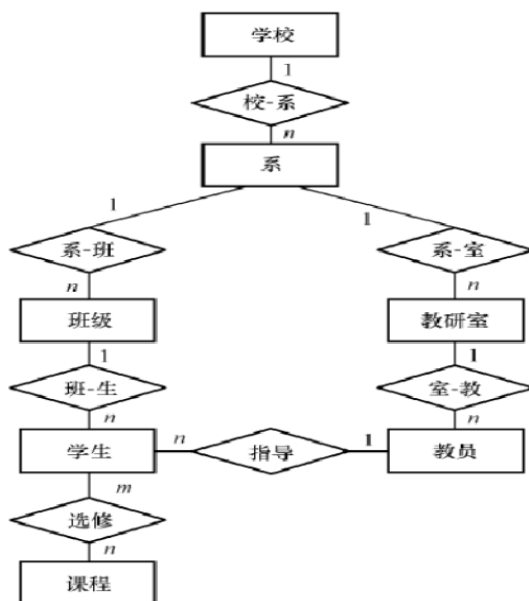 学校
1
校-系
n
系
1 1
系-班 系-室
n n
班级 教研室
1 1
班-生 室-教
n n
学生 n 指导 1 教员
m
选修
n
课程